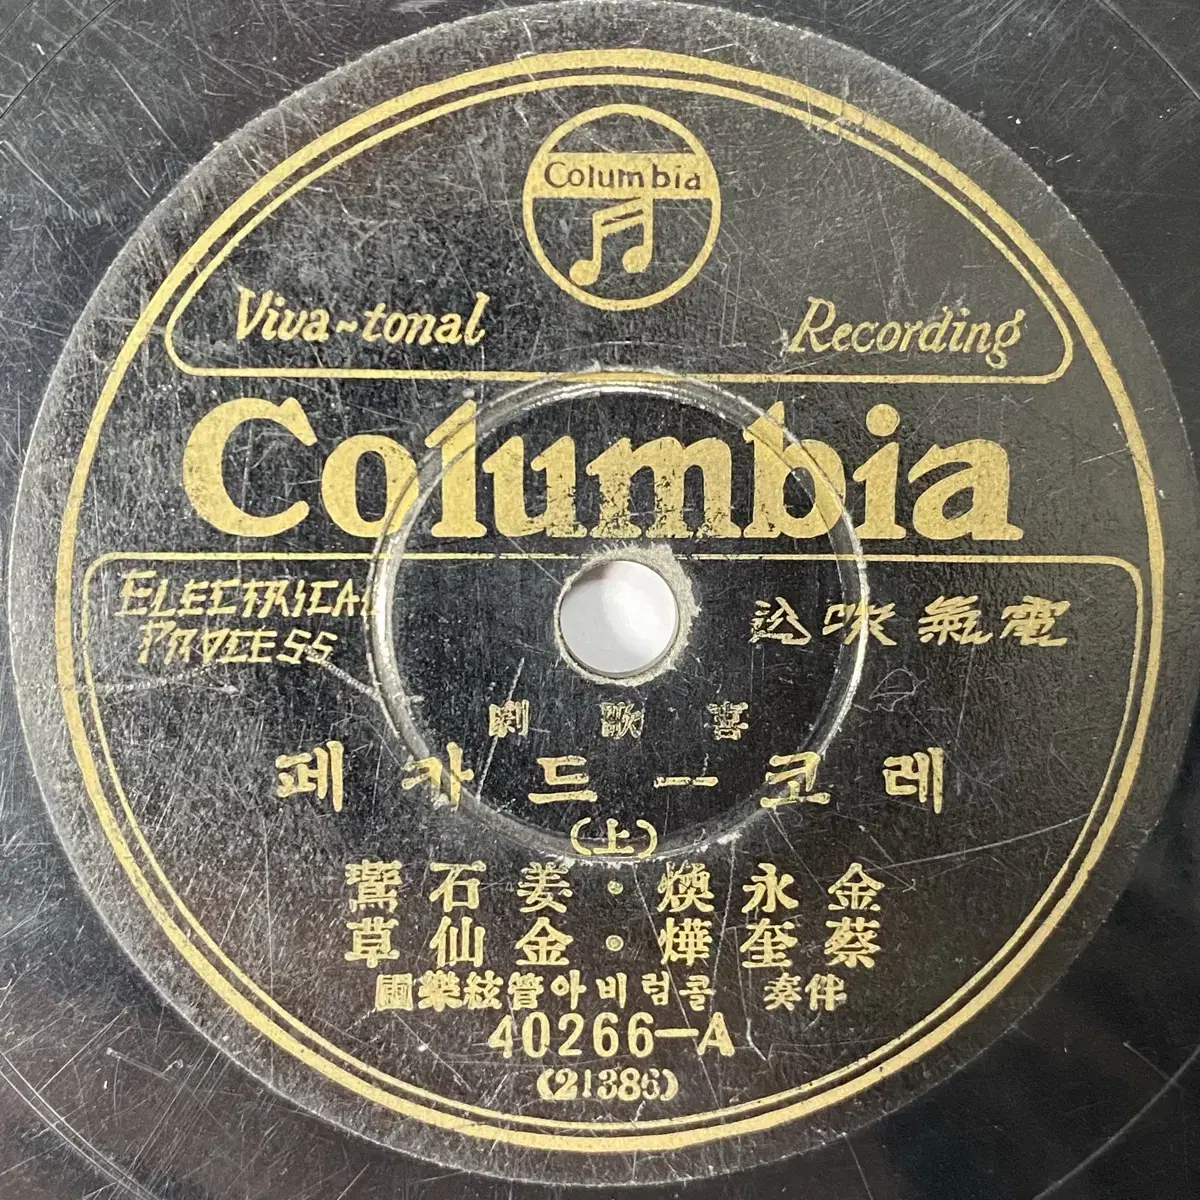 Columbia
Viva-tonal Recording
Columbia
ELECTRICAL PROCESS
電氣吹込
喜歌劇
레코ー드카페
(上)
金永煥・姜石鷰
蔡奎燁・金仙草
伴奏 콜럼비아管絃樂團
40266-A
(21386)